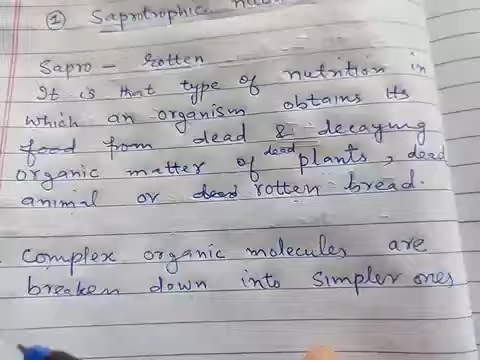 ① Saprotrophic
Sapro - rotten
It is that type of nutrition in
which an organism obtains its
food from dead & decaying
organic matter of dead plants, dead
animal or dead rotten bread.
Complex organic molecules are
breaken down into simpler ones